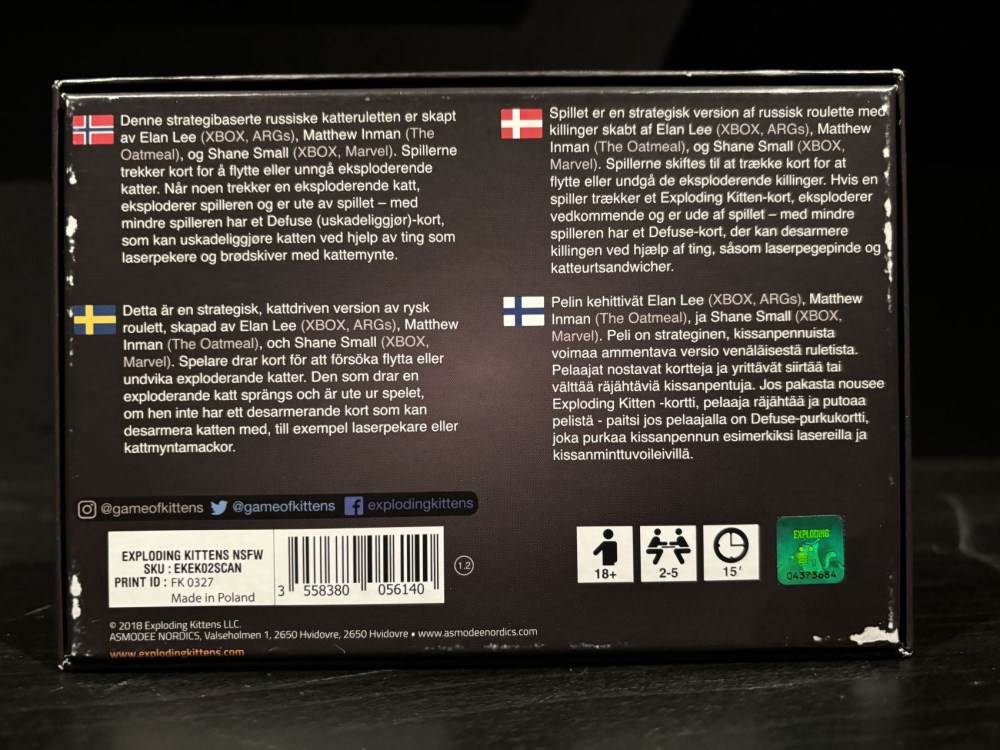 Denne strategibaserte russiske katteruletten er skapt
av Elan Lee (XBOX, ARGs), Matthew Inman (The
Oatmeal), og Shane Small (XBOX, Marvel). Spillerne
trekker kort for å flytte eller unngå eksploderende
katter. Når noen trekker en eksploderende katt,
eksploderer spilleren og er ute av spillet – med
mindre spilleren har et Defuse (uskadeliggjør)-kort,
som kan uskadeliggjøre katten ved hjelp av ting som
laserpekere og brødskiver med kattemynte.
Spillet er en strategisk version af russisk roulette med
killinger skabt af Elan Lee (XBOX, ARGs), Matthew
Inman (The Oatmeal), og Shane Small (XBOX,
Marvel). Spillerne skiftes til at trække kort for at
flytte eller undgå de eksploderende killinger. Hvis en
spiller trækker et Exploding Kitten-kort, eksploderer
vedkommende og er ude af spillet – med mindre
spilleren har et Defuse-kort, der kan desarmere
killingen ved hjælp af ting, såsom laserpegepinde og
katteurtsandwicher.
Detta är en strategisk, kattdriven version av rysk
roulett, skapad av Elan Lee (XBOX, ARGs), Matthew
Inman (The Oatmeal), och Shane Small (XBOX,
Marvel). Spelare drar kort för att försöka flytta eller
undvika exploderande katter. Den som drar en
exploderande katt sprängs och är ute ur spelet,
om hen inte har ett desarmerande kort som kan
desarmera katten med, till exempel laserpekare eller
kattmyntamackor.
Pelin kehittivät Elan Lee (XBOX, ARGs), Matthew
Inman (The Oatmeal), ja Shane Small (XBOX,
Marvel). Peli on strateginen, kissanpennuista
voimaa ammentava versio venäläisestä ruletista.
Pelaajat nostavat kortteja ja yrittävät siirtää tai
välttää räjähtäviä kissanpentuja. Jos pakasta nousee
Exploding Kitten -kortti, pelaaja räjähtää ja putoaa
pelistä - paitsi jos pelaajalla on Defuse-purkukortti,
joka purkaa kissanpennun esimerkiksi lasereilla ja
kissanminttuvoileivillä.
@gameofkittens @gameofkittens explodingkittens
EXPLODING KITTENS NSFW
SKU : EKEK02SCAN
PRINT ID : FK 0327
Made in Poland
3 558380 056140
1.2
18+ 2-5 15'
EXPLODING
04373684
© 2018 Exploding Kittens LLC.
ASMODEE NORDICS, Valseholmen 1, 2650 Hvidovre, 2650 Hvidovre • www.asmodeenordics.com
www.explodingkittens.com